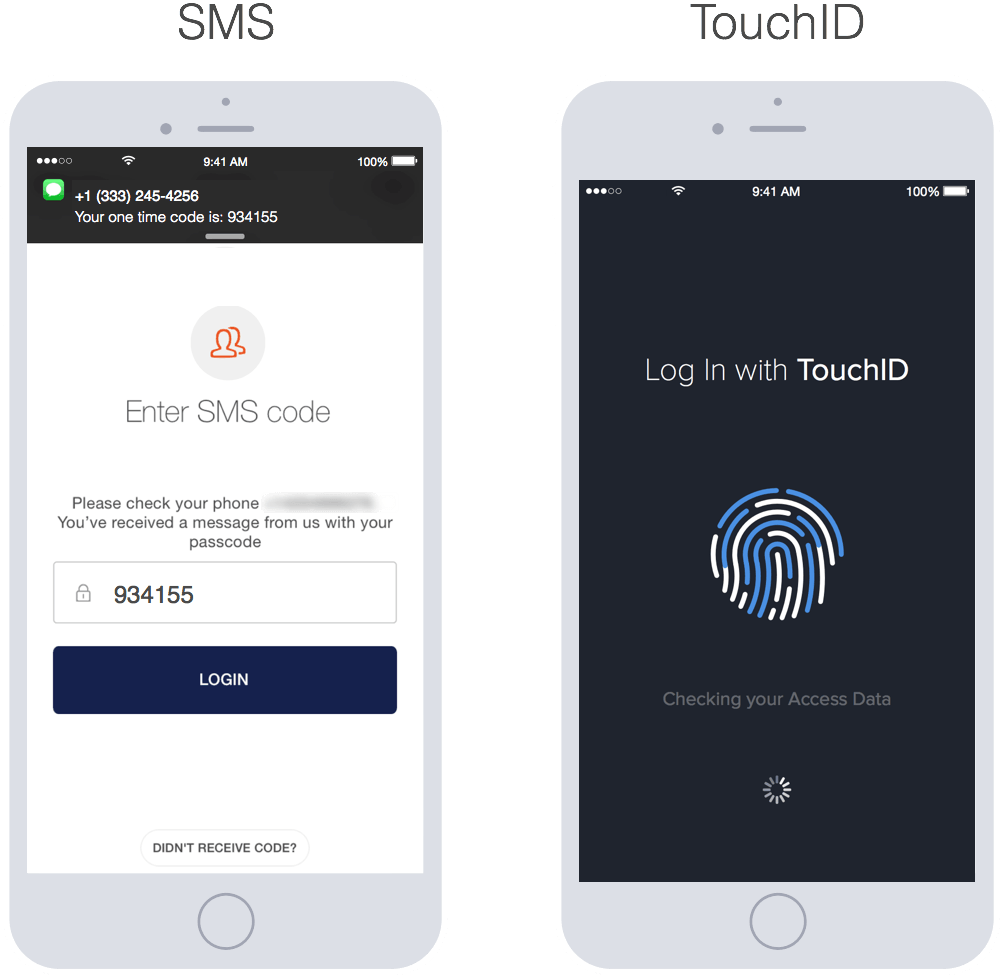 SMS
TouchID
9:41 AM
100%
+1 (333) 245-4256
Your one time code is: 934155
Enter SMS code
Please check your phone
You've received a message from us with your
passcode
934155
LOGIN
DIDN'T RECEIVE CODE?
9:41 AM
100%
Log In with TouchID
Checking your Access Data